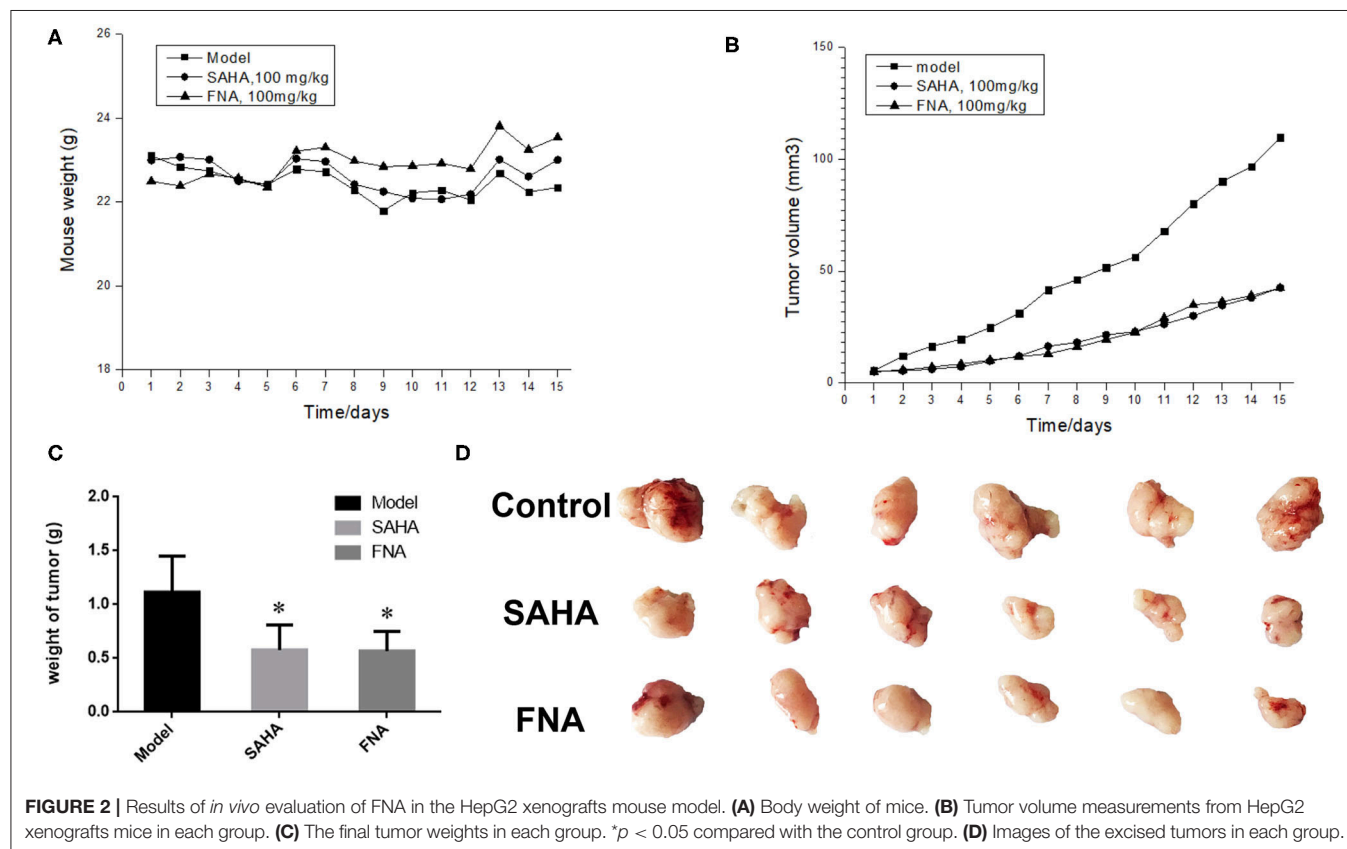 A
26
24
22
20
18
Mouse weight (g)
Model
SAHA,100 mg/kg
FNA, 100mg/kg
0 1 2 3 4 5 6 7 8 9 10 11 12 13 14 15
Time/days
B
150
100
50
0
Tumor volume (mm3)
model
SAHA, 100mg/kg
FNA, 100mg/kg
0 1 2 3 4 5 6 7 8 9 10 11 12 13 14 15
Time/days
C
2.0
1.5
1.0
0.5
0.0
weight of tumor (g)
Model
SAHA
FNA
* *
Model SAHA FNA
D
Control
SAHA
FNA
FIGURE 2 | Results of in vivo evaluation of FNA in the HepG2 xenografts mouse model. (A) Body weight of mice. (B) Tumor volume measurements from HepG2
xenografts mice in each group. (C) The final tumor weights in each group. *p < 0.05 compared with the control group. (D) Images of the excised tumors in each group.